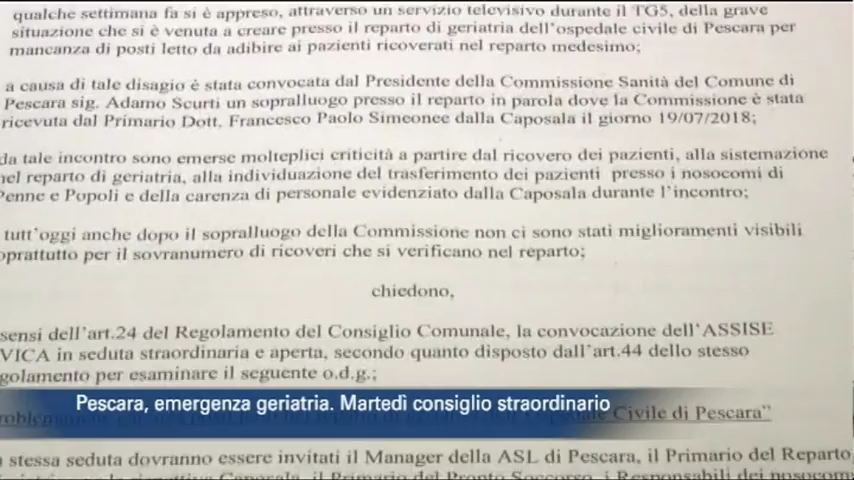 qualche settimana fa si è appreso, attraverso un servizio televisivo durante il TG5, della grave
situazione che si è venuta a creare presso il reparto di geriatria dell'ospedale civile di Pescara per
mancanza di posti letto da adibire ai pazienti ricoverati nel reparto medesimo;
a causa di tale disagio è stata convocata dal Presidente della Commissione Sanità del Comune di
Pescara sig. Adamo Scurti un sopralluogo presso il reparto in parola dove la Commissione è stata
ricevuta dal Primario Dott. Francesco Paolo Simeonee dalla Caposala il giorno 19/07/2018;
da tale incontro sono emerse molteplici criticità a partire dal ricovero dei pazienti, alla sistemazione
nel reparto di geriatria, alla individuazione del trasferimento dei pazienti presso i nosocomi di
Penne e Popoli e della carenza di personale evidenziato dalla Caposala durante l'incontro;
tutt'oggi anche dopo il sopralluogo della Commissione non ci sono stati miglioramenti visibili
oprattutto per il sovranumero di ricoveri che si verificano nel reparto;
chiedono,
sensi dell'art.24 del Regolamento del Consiglio Comunale, la convocazione dell'ASSISE
VICA in seduta straordinaria e aperta, secondo quanto disposto dall'art.44 dello stesso
golamento per esaminare il seguente o.d.g.;
Pescara, emergenza geriatria. Martedì consiglio straordinario
Civile di Pescara"
stessa seduta dovranno essere invitati il Manager della ASL di Pescara, il Primario del Reparto,
il Primario del Pronto Soccorso, i Responsabili dei nosocomi